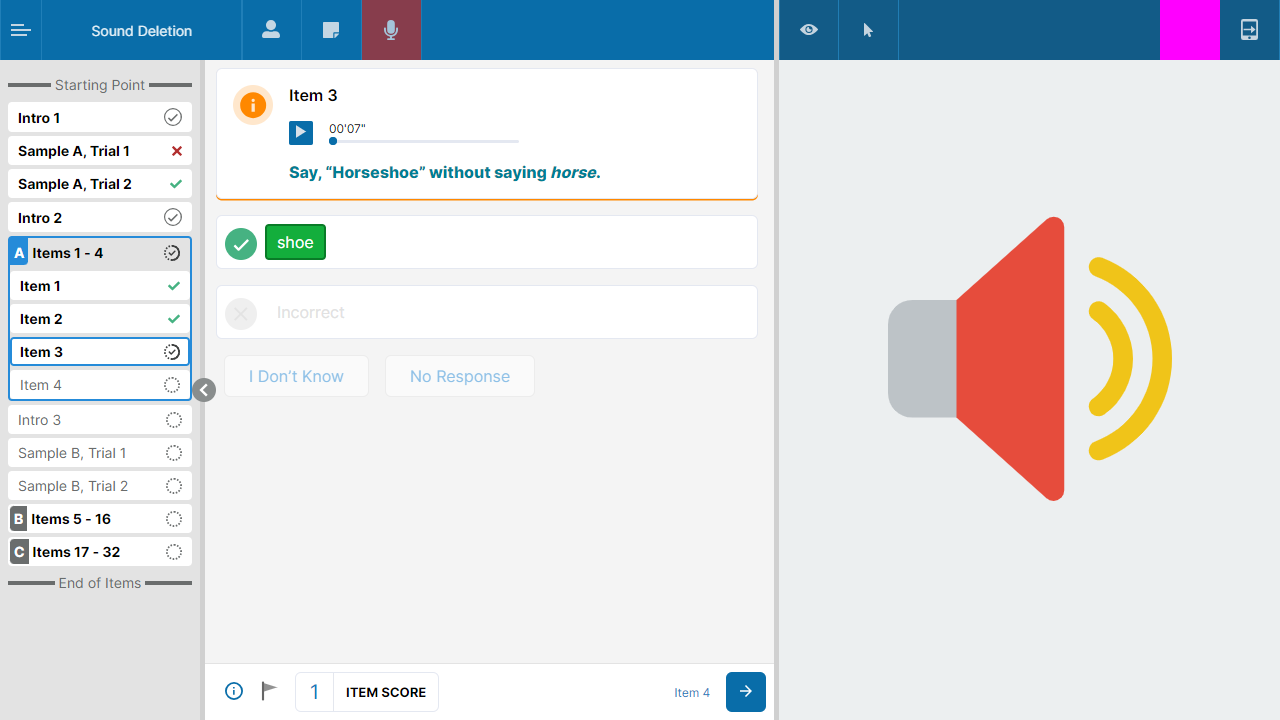 Sound Deletion
Starting Point
Intro 1
Sample A, Trial 1
Sample A, Trial 2
Intro 2
A Items 1 - 4
Item 1
Item 2
Item 3
Item 4
Intro 3
Sample B, Trial 1
Sample B, Trial 2
B Items 5 - 16
C Items 17 - 32
End of Items
Item 3
00'07"
Say, “Horseshoe” without saying horse.
shoe
Incorrect
I Don’t Know
No Response
1 ITEM SCORE
Item 4